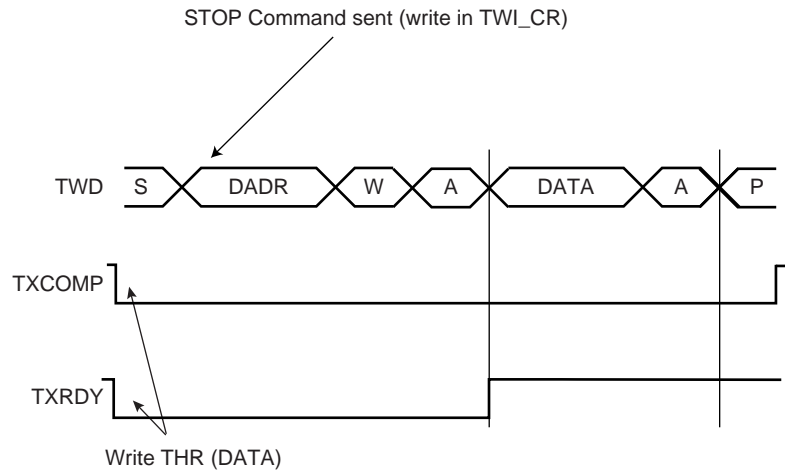 STOP Command sent (write in TWI_CR)
TWD S DADR W A DATA A P
TXCOMP
TXRDY
Write THR (DATA)